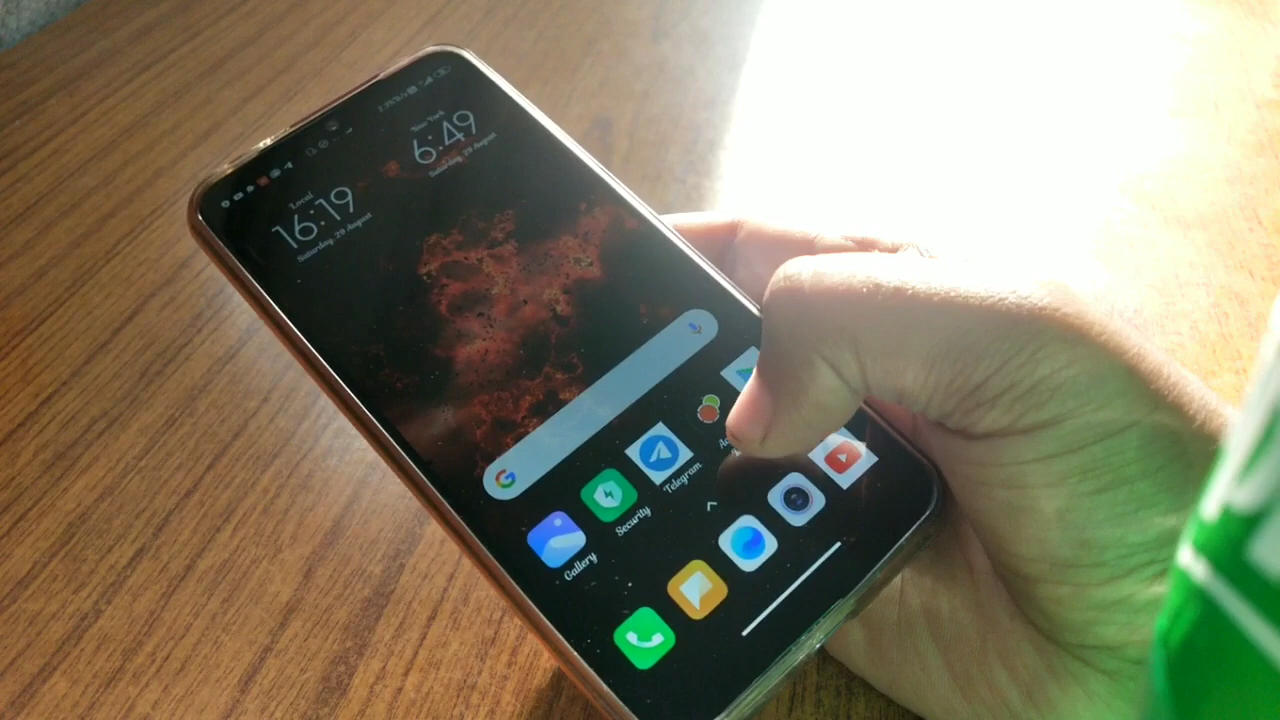 Local
16:19
Saturday, 29 August
New York
6:49
Saturday, 29 August
Gallery
Security
Telegram